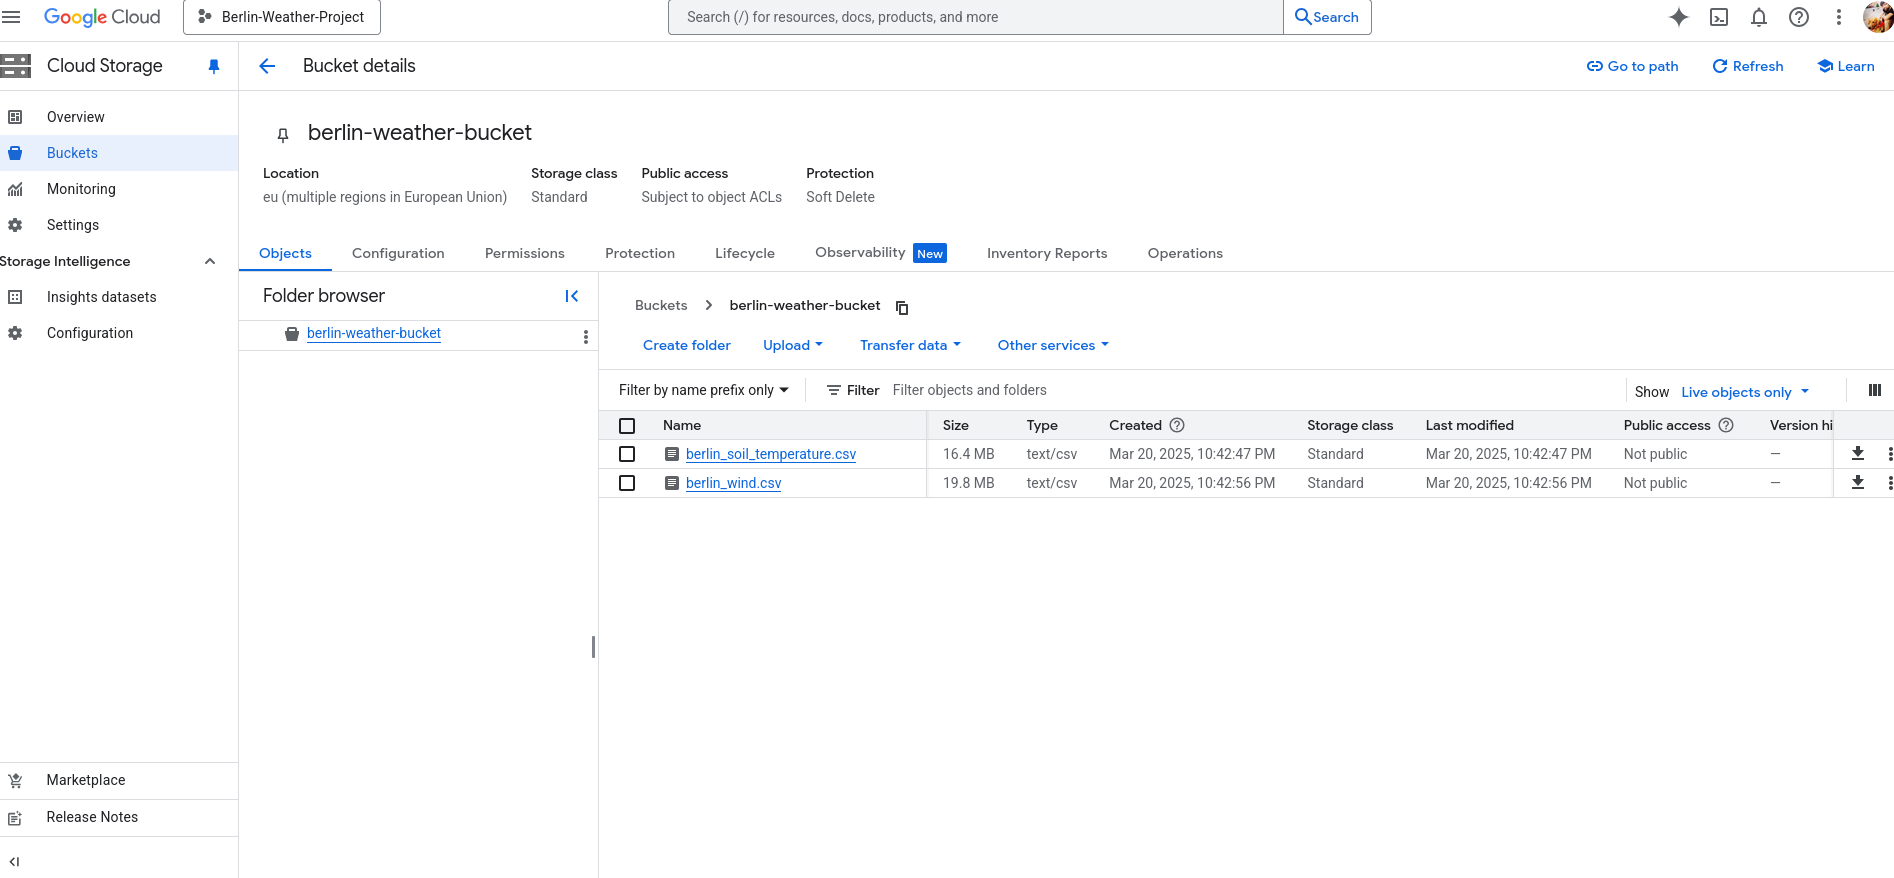 Google Cloud
Berlin-Weather-Project
Search (/) for resources, docs, products, and more
Search
Cloud Storage
Bucket details
Go to path
Refresh
Learn
Overview
Buckets
Monitoring
Settings
Storage Intelligence
Insights datasets
Configuration
Marketplace
Release Notes
berlin-weather-bucket
Location Storage class Public access Protection
eu (multiple regions in European Union) Standard Subject to object ACLs Soft Delete
Objects Configuration Permissions Protection Lifecycle Observability New Inventory Reports Operations
Folder browser
berlin-weather-bucket
Buckets berlin-weather-bucket
Create folder Upload Transfer data Other services
Filter by name prefix only Filter Filter objects and folders Show Live objects only
Name Size Type Created Storage class Last modified Public access Version hi
berlin_soil_temperature.csv 16.4 MB text/csv Mar 20, 2025, 10:42:47 PM Standard Mar 20, 2025, 10:42:47 PM Not public —
berlin_wind.csv 19.8 MB text/csv Mar 20, 2025, 10:42:56 PM Standard Mar 20, 2025, 10:42:56 PM Not public —